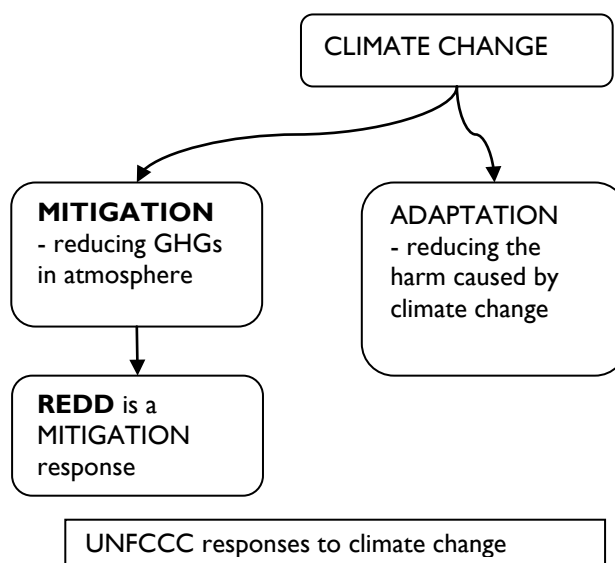 CLIMATE CHANGE
MITIGATION
- reducing GHGs
in atmosphere
ADAPTATION
- reducing the
harm caused by
climate change
REDD is a
MITIGATION
response
UNFCCC responses to climate change